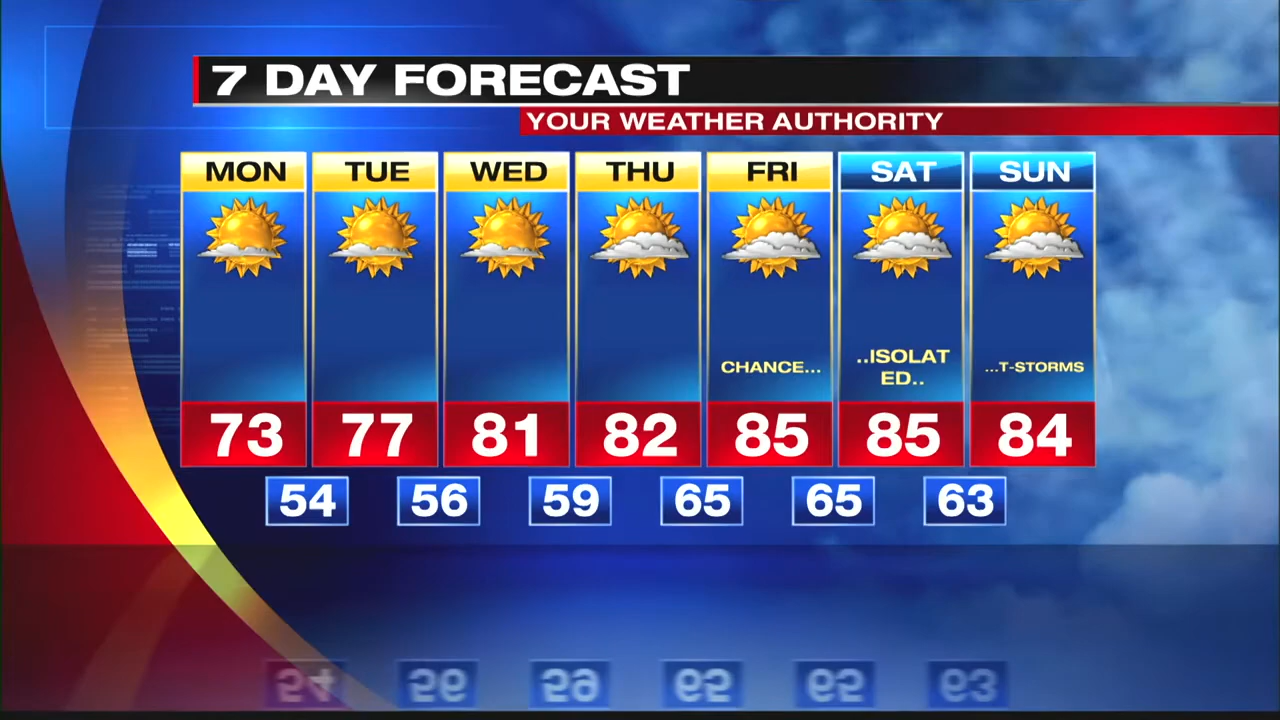 7 DAY FORECAST
YOUR WEATHER AUTHORITY
MON TUE WED THU FRI SAT SUN
CHANCE... ..ISOLAT ...T-STORMS
ED..
73 77 81 82 85 85 84
54 56 59 65 65 63